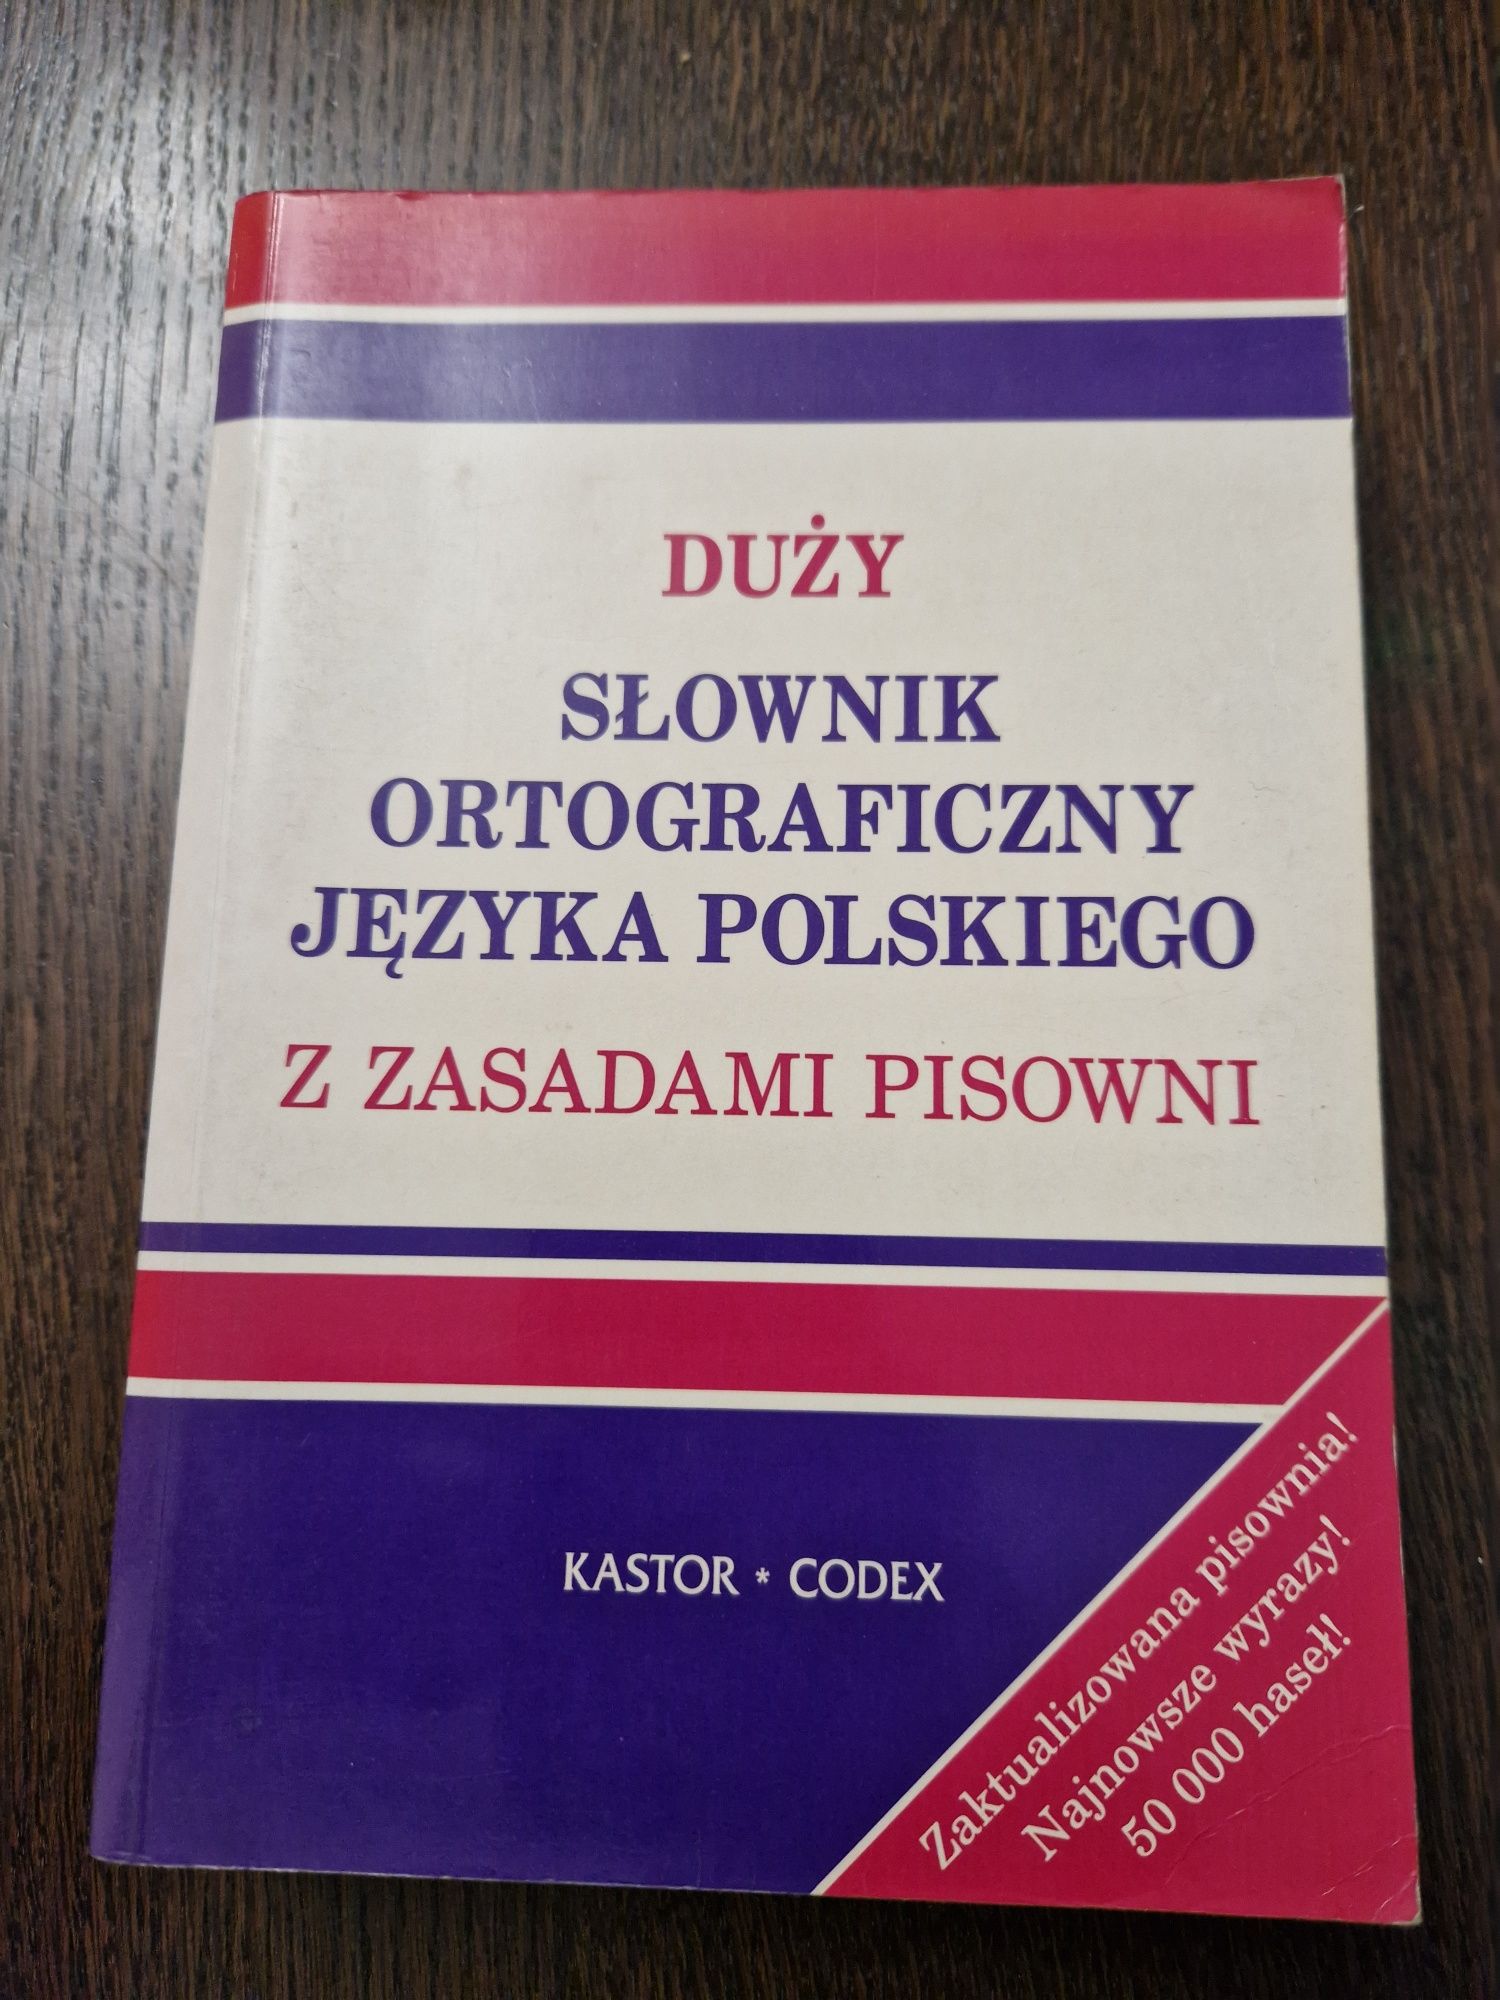 DUŻY
SŁOWNIK
ORTOGRAFICZNY
JĘZYKA POLSKIEGO
Z ZASADAMI PISOWNI
KASTOR * CODEX
Zaktualizowana pisownia!
Najnowsze wyrazy!
50 000 haseł!